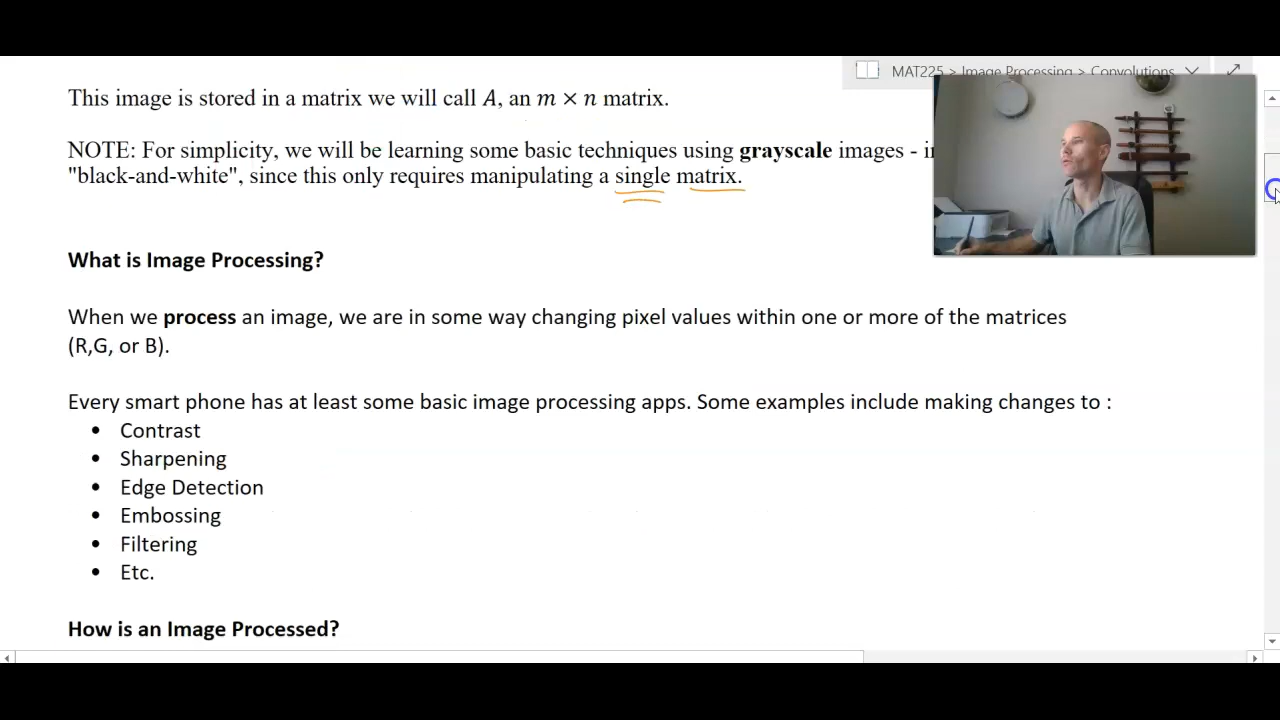 MAT225 > Image Processing > Convolutions
This image is stored in a matrix we will call A, an m × n matrix.
NOTE: For simplicity, we will be learning some basic techniques using grayscale images -
"black-and-white", since this only requires manipulating a single matrix.
What is Image Processing?
When we process an image, we are in some way changing pixel values within one or more of the matrices
(R,G, or B).
Every smart phone has at least some basic image processing apps. Some examples include making changes to :
• Contrast
• Sharpening
• Edge Detection
• Embossing
• Filtering
• Etc.
How is an Image Processed?